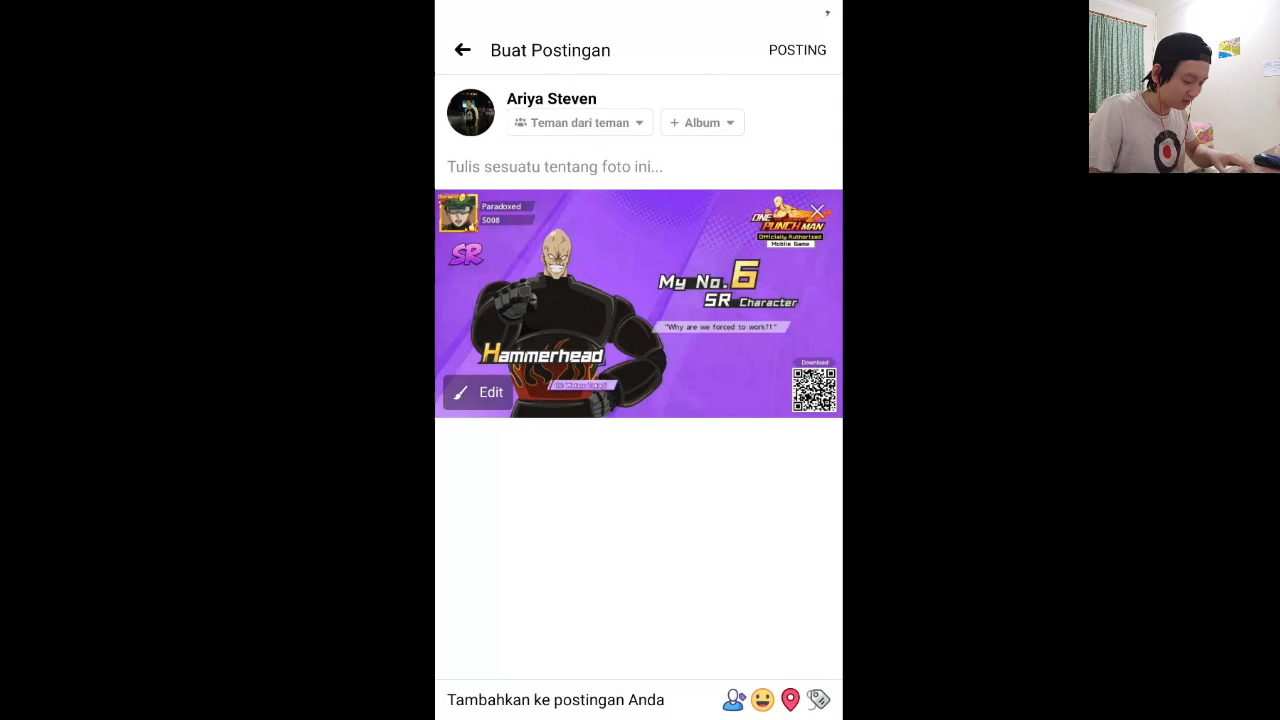 Buat Postingan
POSTING
Ariya Steven
Teman dari teman
+ Album
Tulis sesuatu tentang foto ini...
Paradoxed
S008
SR
ONE PUNCH MAN
Officially Authorized
Mobile Game
My No.6
SR Character
"Why are we forced to work?!"
Hammerhead
Download
Edit
Tambahkan ke postingan Anda